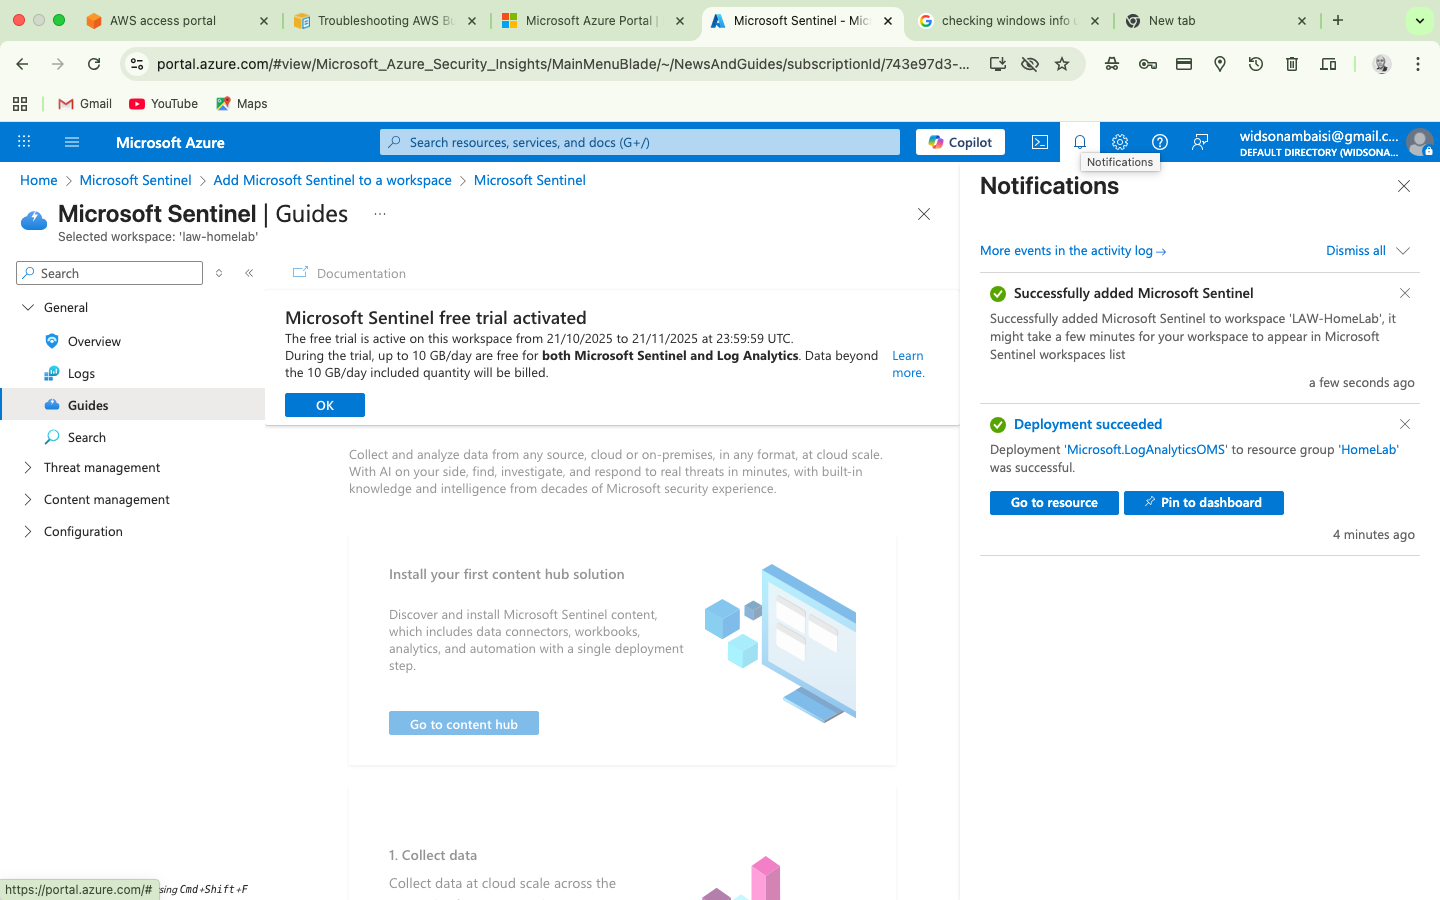 AWS access portal
Troubleshooting AWS Bu
Microsoft Azure Portal |
Microsoft Sentinel - Mic
checking windows info u
New tab
portal.azure.com/#view/Microsoft_Azure_Security_Insights/MainMenuBlade/~/NewsAndGuides/subscriptionId/743e97d3-...
Gmail
YouTube
Maps
Microsoft Azure
Search resources, services, and docs (G+/)
Copilot
widsonambaisi@gmail.c...
DEFAULT DIRECTORY (WIDSONA...
Notifications
Home > Microsoft Sentinel > Add Microsoft Sentinel to a workspace > Microsoft Sentinel
Microsoft Sentinel | Guides ...
Selected workspace: 'law-homelab'
Search
General
Overview
Logs
Guides
Search
Threat management
Content management
Configuration
Documentation
Microsoft Sentinel free trial activated
The free trial is active on this workspace from 21/10/2025 to 21/11/2025 at 23:59:59 UTC.
During the trial, up to 10 GB/day are free for both Microsoft Sentinel and Log Analytics. Data beyond
the 10 GB/day included quantity will be billed.
Learn
more.
OK
Collect and analyze data from any source, cloud or on-premises, in any format, at cloud scale.
With AI on your side, find, investigate, and respond to real threats in minutes, with built-in
knowledge and intelligence from decades of Microsoft security experience.
Install your first content hub solution
Discover and install Microsoft Sentinel content,
which includes data connectors, workbooks,
analytics, and automation with a single deployment
step.
Go to content hub
1. Collect data
Collect data at cloud scale across the
Notifications
More events in the activity log →
Dismiss all
Successfully added Microsoft Sentinel
Successfully added Microsoft Sentinel to workspace 'LAW-HomeLab', it
might take a few minutes for your workspace to appear in Microsoft
Sentinel workspaces list
a few seconds ago
Deployment succeeded
Deployment 'Microsoft.LogAnalyticsOMS' to resource group 'HomeLab'
was successful.
Go to resource
Pin to dashboard
4 minutes ago
https://portal.azure.com/#
sing Cmd+Shift+F